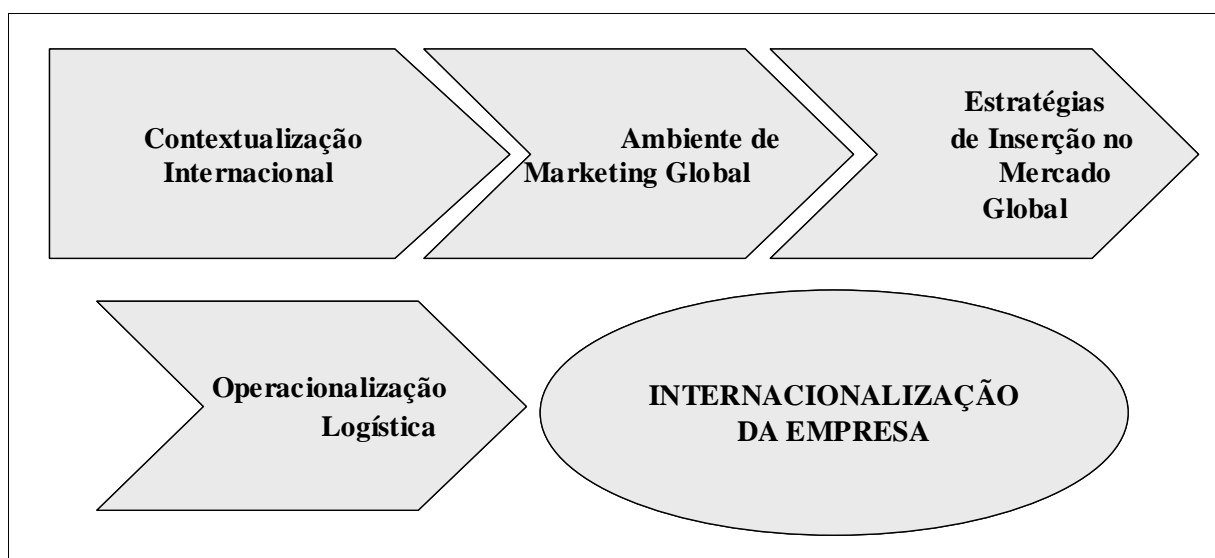 Contextualização
Internacional
Ambiente de
Marketing Global
Estratégias
de Inserção no
Mercado
Global
Operacionalização
Logística
INTERNACIONALIZAÇÃO
DA EMPRESA